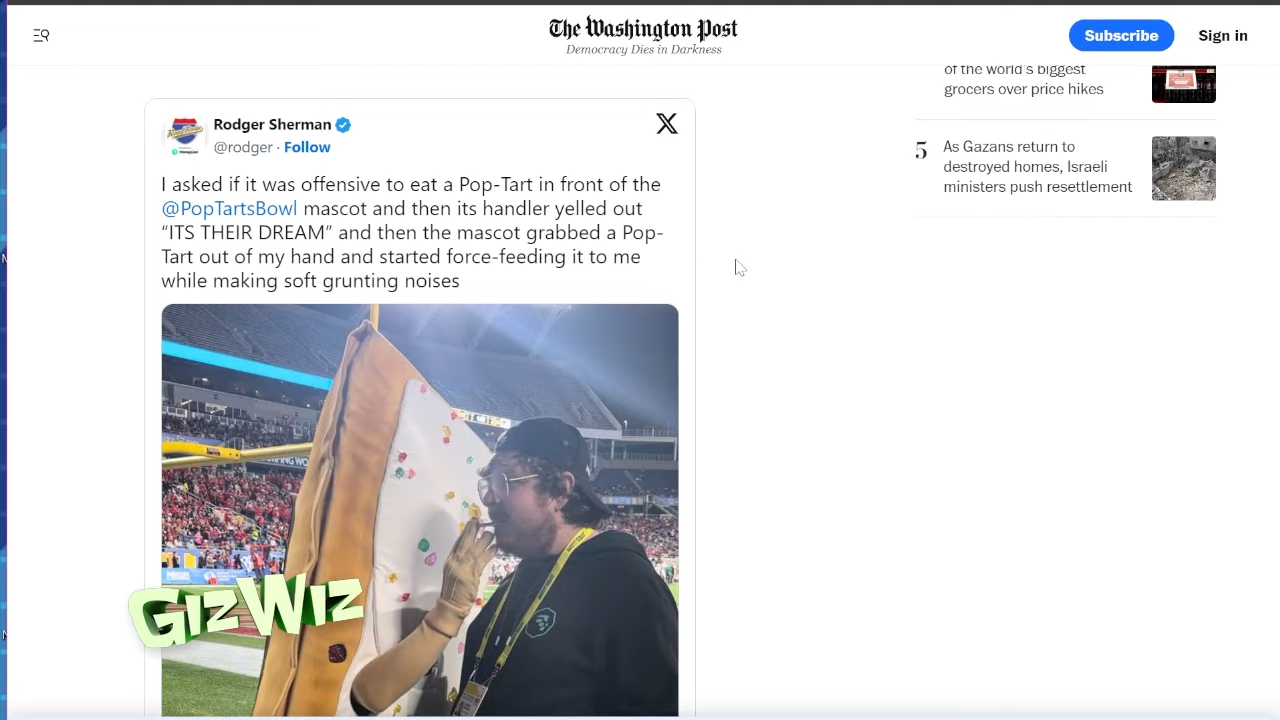 The Washington Post
Democracy Dies in Darkness
Subscribe
Sign in
of the world's biggest
grocers over price hikes
5
As Gazans return to
destroyed homes, Israeli
ministers push resettlement
Rodger Sherman
@rodger · Follow
X
I asked if it was offensive to eat a Pop-Tart in front of the
@PopTartsBowl mascot and then its handler yelled out
“ITS THEIR DREAM” and then the mascot grabbed a Pop-
Tart out of my hand and started force-feeding it to me
while making soft grunting noises
GIZWIZ